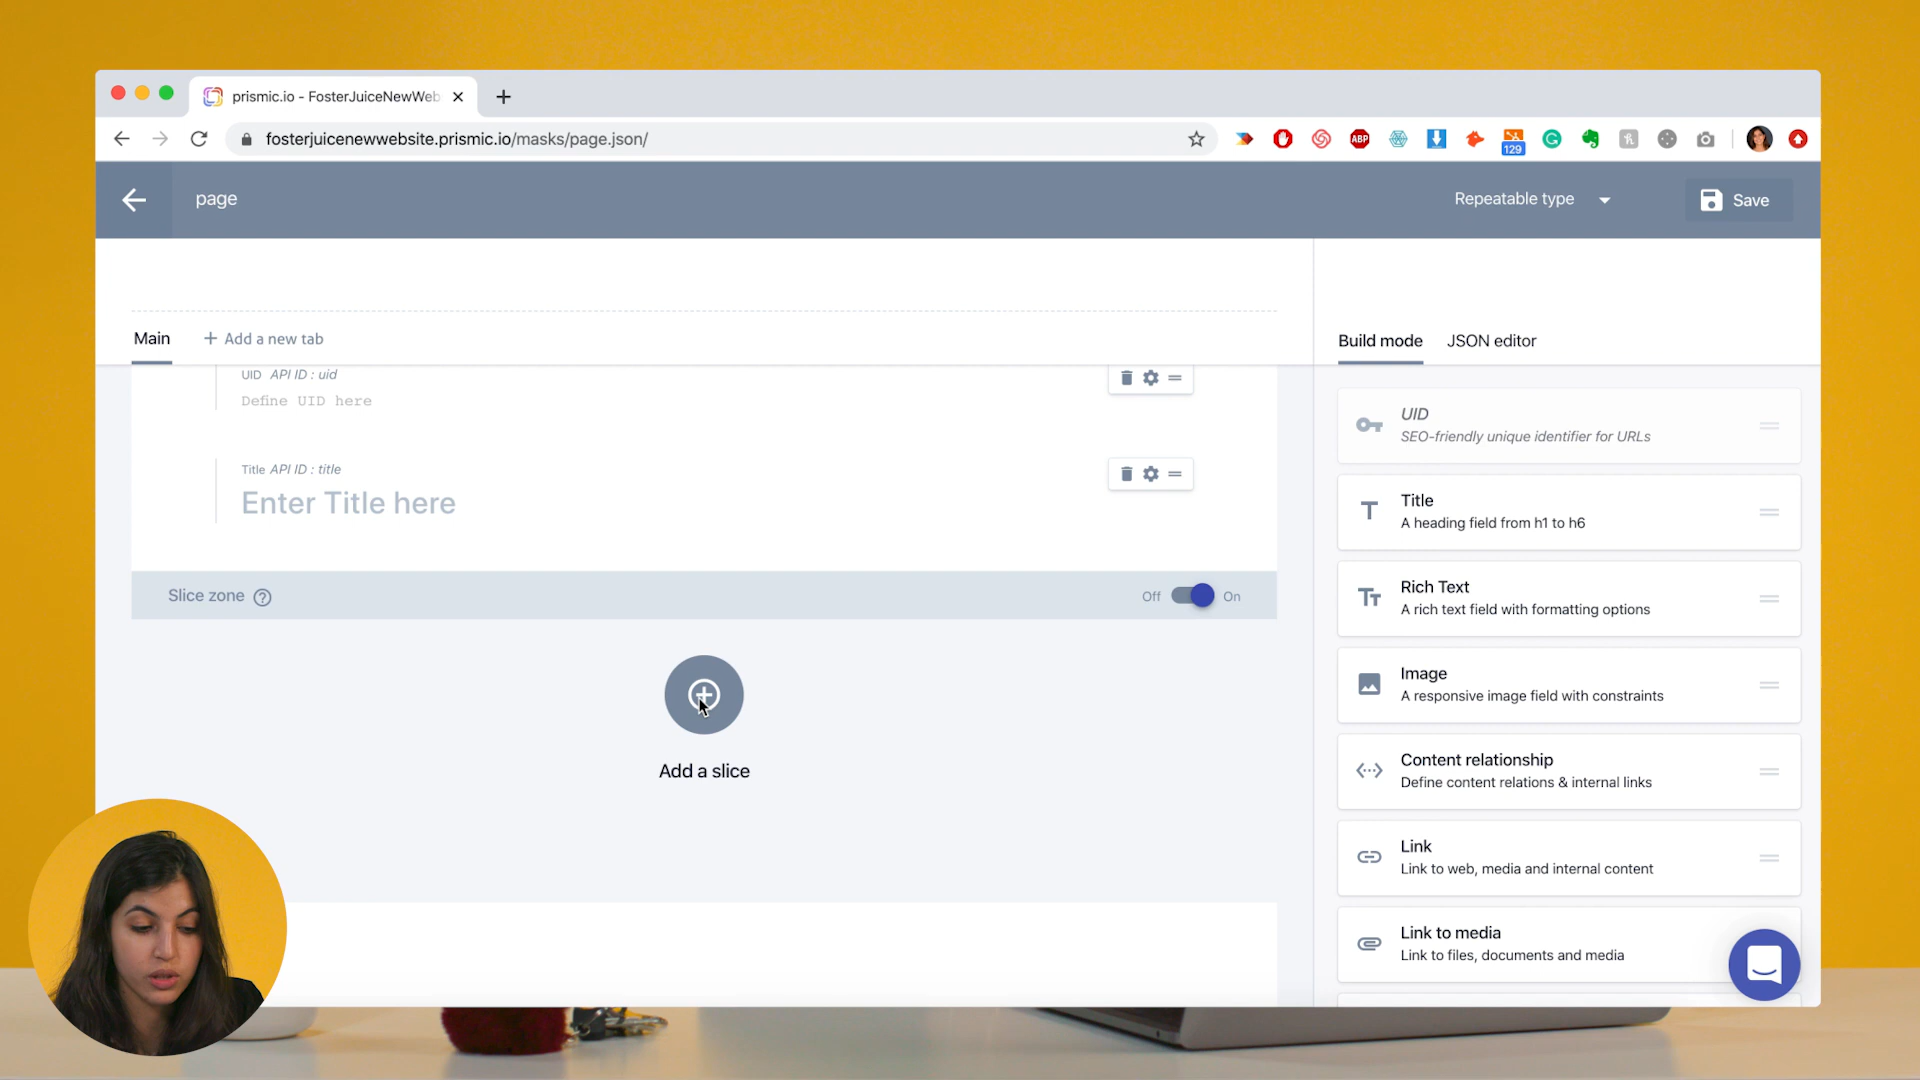 prismic.io - FosterJuiceNewWeb
fosterjuicenewwebsite.prismic.io/masks/page.json/
ABP
129
page
Repeatable type
Save
Main
+ Add a new tab
Build mode
JSON editor
UID API ID : uid
Define UID here
Title API ID : title
Enter Title here
Slice zone ?
Off
On
Add a slice
UID
SEO-friendly unique identifier for URLs
Title
A heading field from h1 to h6
Rich Text
A rich text field with formatting options
Image
A responsive image field with constraints
Content relationship
Define content relations & internal links
Link
Link to web, media and internal content
Link to media
Link to files, documents and media